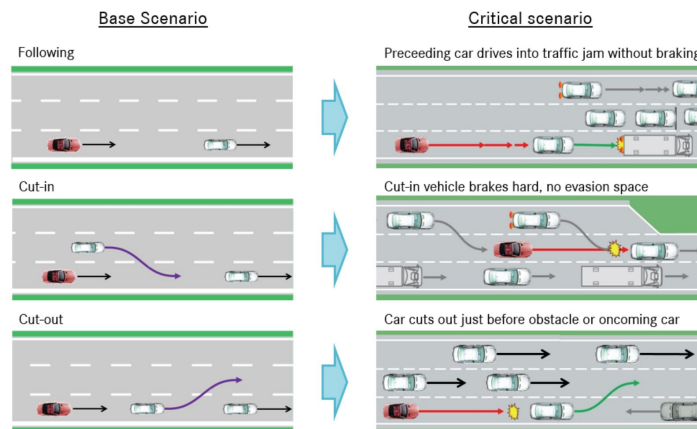 Base Scenario
Critical scenario
Following
Preceeding car drives into traffic jam without braking
Cut-in
Cut-in vehicle brakes hard, no evasion space
Cut-out
Car cuts out just before obstacle or oncoming car